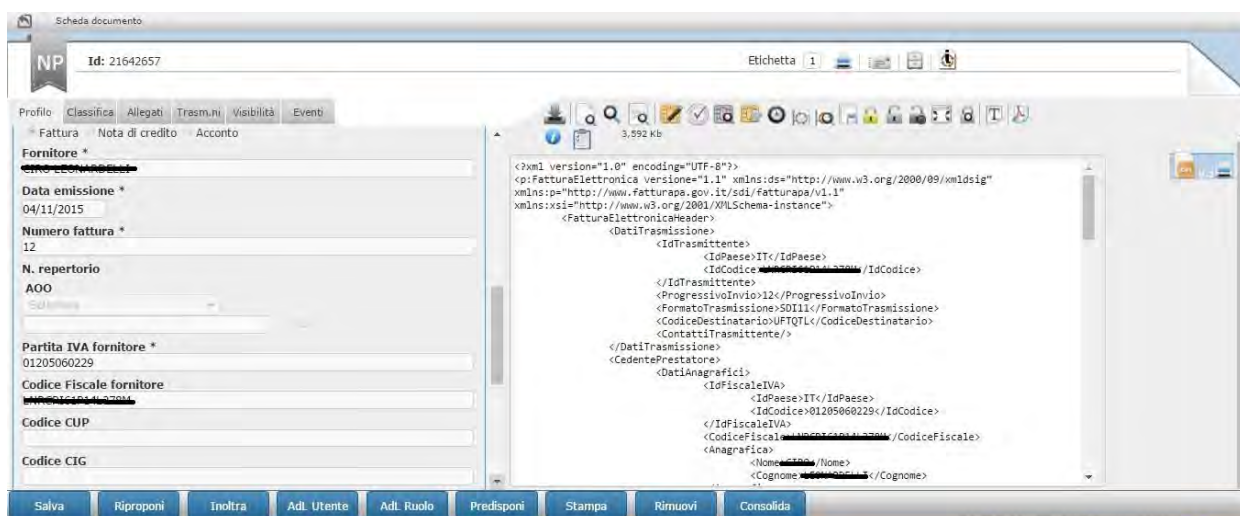 Scheda documento
NP Id: 21642657 Etichetta 1
Profilo Classifica Allegati Trasm.ni Visibilità Eventi
Fattura Nota di credito Acconto
Fornitore *
Data emissione *
04/11/2015
Numero fattura *
12
N. repertorio
AOO
Partita IVA fornitore *
01205060229
Codice Fiscale fornitore
Codice CUP
Codice CIG
3,592 Kb
<?xml version="1.0" encoding="UTF-8"?>
<p:FatturaElettronica versione="1.1" xmlns:ds="http://www.w3.org/2000/09/xmldsig"
xmlns:p="http://www.fatturapa.gov.it/sdi/fatturapa/v1.1"
xmlns:xsi="http://www.w3.org/2001/XMLSchema-instance">
<FatturaElettronicaHeader>
<DatiTrasmissione>
<IdTrasmittente>
<IdPaese>IT</IdPaese>
<IdCodice> /IdCodice>
</IdTrasmittente>
<ProgressivoInvio>12</ProgressivoInvio>
<FormatoTrasmissione>SDI11</FormatoTrasmissione>
<CodiceDestinatario>UFTQTL</CodiceDestinatario>
<ContattiTrasmittente/>
</DatiTrasmissione>
<CedentePrestatore>
<DatiAnagrafici>
<IdFiscaleIVA>
<IdPaese>IT</IdPaese>
<IdCodice>01205060229</IdCodice>
</IdFiscaleIVA>
<CodiceFiscale </CodiceFiscale>
<Anagrafica>
<Nome /Nome>
<Cognome </Cognome>
Salva Riproponi Inoltra AdL Utente AdL Ruolo Predisponi Stampa Rimuovi Consolida